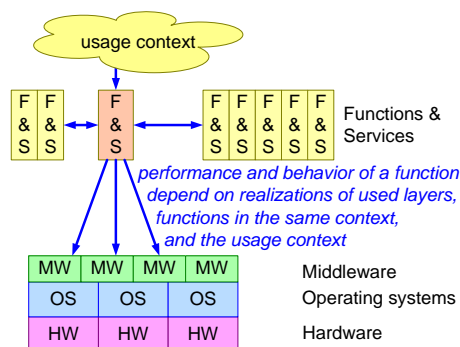 usage context
F F F F F F F F
& & & & & & & &
S S S S S S S S
Functions &
Services
performance and behavior of a function
depend on realizations of used layers,
functions in the same context,
and the usage context
MW MW MW MW Middleware
OS OS OS Operating systems
HW HW HW Hardware